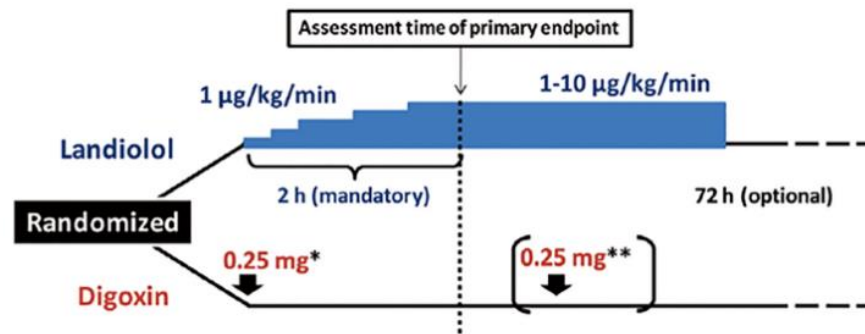 Assessment time of primary endpoint
1 µg/kg/min
1-10 µg/kg/min
Landiolol
2 h (mandatory)
72 h (optional)
Randomized
0.25 mg*
0.25 mg**
Digoxin